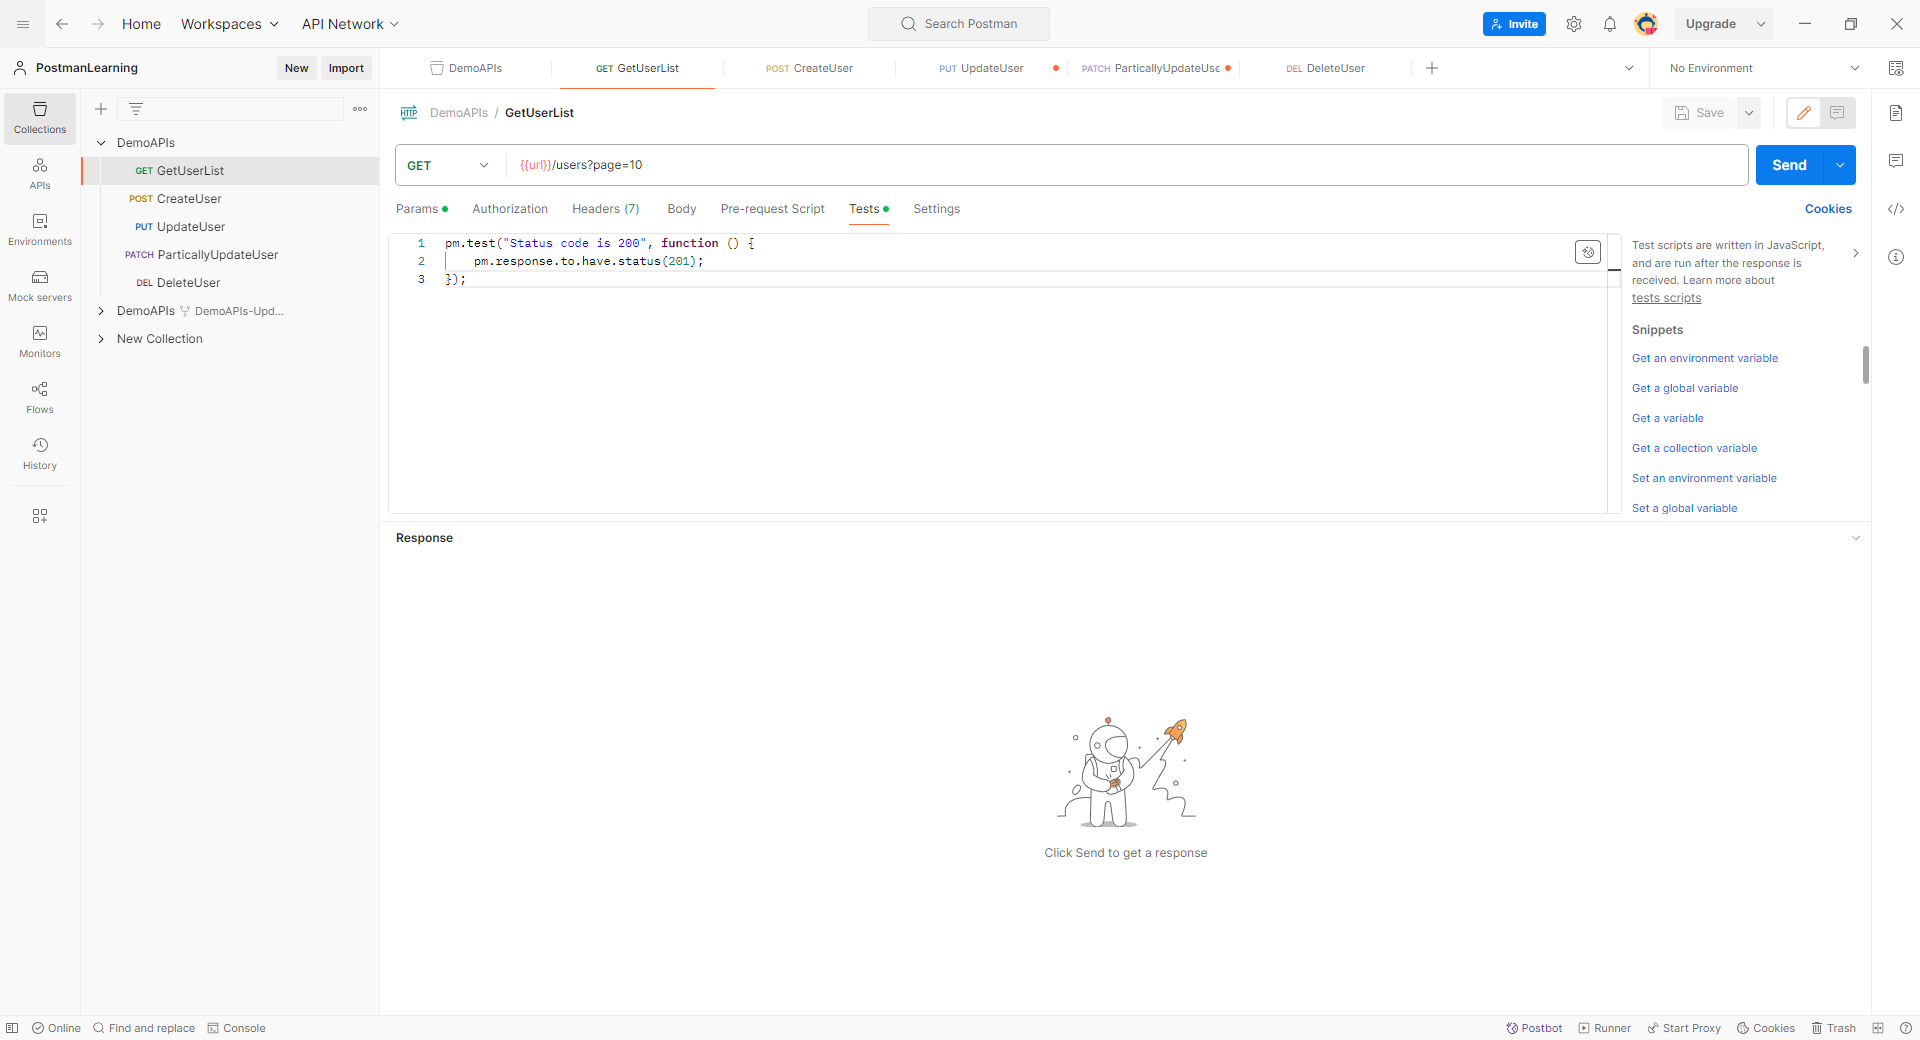 Home
Workspaces
API Network
Search Postman
Invite
Upgrade
PostmanLearning
New
Import
DemoAPIs
GET GetUserList
POST CreateUser
PUT UpdateUser
PATCH ParticallyUpdateUse
DEL DeleteUser
No Environment
Collections
APIs
Environments
Mock servers
Monitors
Flows
History
DemoAPIs
GET GetUserList
POST CreateUser
PUT UpdateUser
PATCH ParticallyUpdateUser
DEL DeleteUser
DemoAPIs DemoAPIs-Upd...
New Collection
HTTP DemoAPIs / GetUserList
Save
GET {{url}}/users?page=10
Send
Params
Authorization
Headers (7)
Body
Pre-request Script
Tests
Settings
Cookies
1 pm.test("Status code is 200", function () {
2 pm.response.to.have.status(201);
3 });
Test scripts are written in JavaScript,
and are run after the response is
received. Learn more about
tests scripts
Snippets
Get an environment variable
Get a global variable
Get a variable
Get a collection variable
Set an environment variable
Set a global variable
Response
Click Send to get a response
Online
Find and replace
Console
Postbot
Runner
Start Proxy
Cookies
Trash